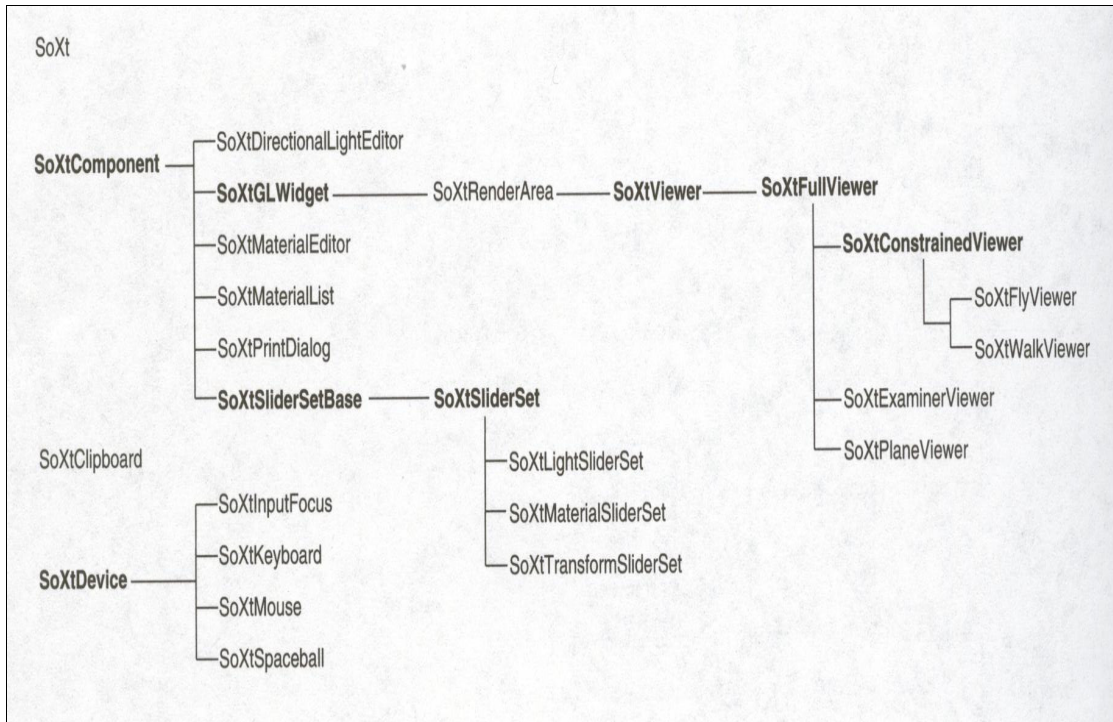 SoXt
SoXtDirectionalLightEditor
SoXtComponent
SoXtGLWidget SoXtRenderArea SoXtViewer SoXtFullViewer
SoXtMaterialEditor SoXtConstrainedViewer
SoXtMaterialList SoXtFlyViewer
SoXtPrintDialog SoXtWalkViewer
SoXtSliderSetBase SoXtSliderSet SoXtExaminerViewer
SoXtClipboard SoXtLightSliderSet SoXtPlaneViewer
SoXtInputFocus SoXtMaterialSliderSet
SoXtKeyboard SoXtTransformSliderSet
SoXtDevice
SoXtMouse
SoXtSpaceball